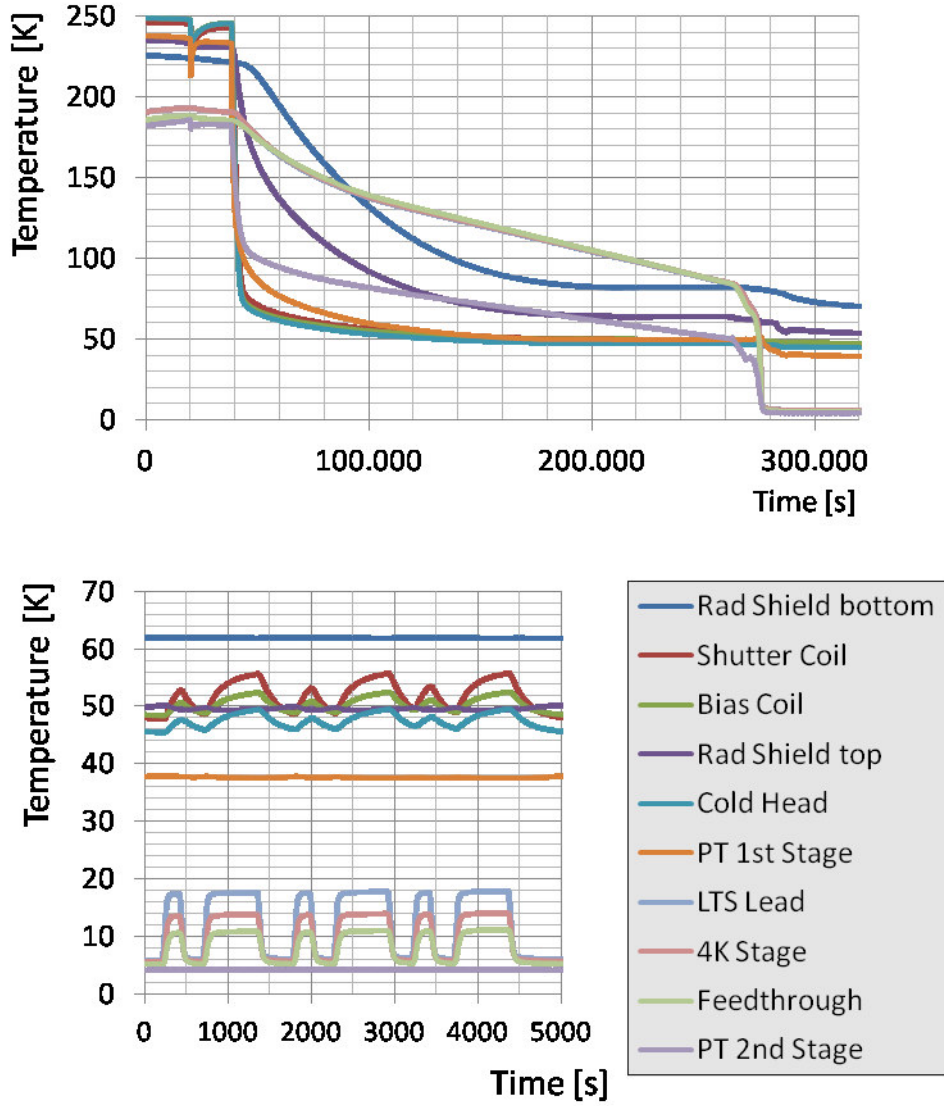 Temperature [K]
250
200
150
100
50
0
0
100.000
200.000
300.000
Time [s]
Temperature [K]
70
60
50
40
30
20
10
0
0
1000
2000
3000
4000
5000
Time [s]
Rad Shield bottom
Shutter Coil
Bias Coil
Rad Shield top
Cold Head
PT 1st Stage
LTS Lead
4K Stage
Feedthrough
PT 2nd Stage